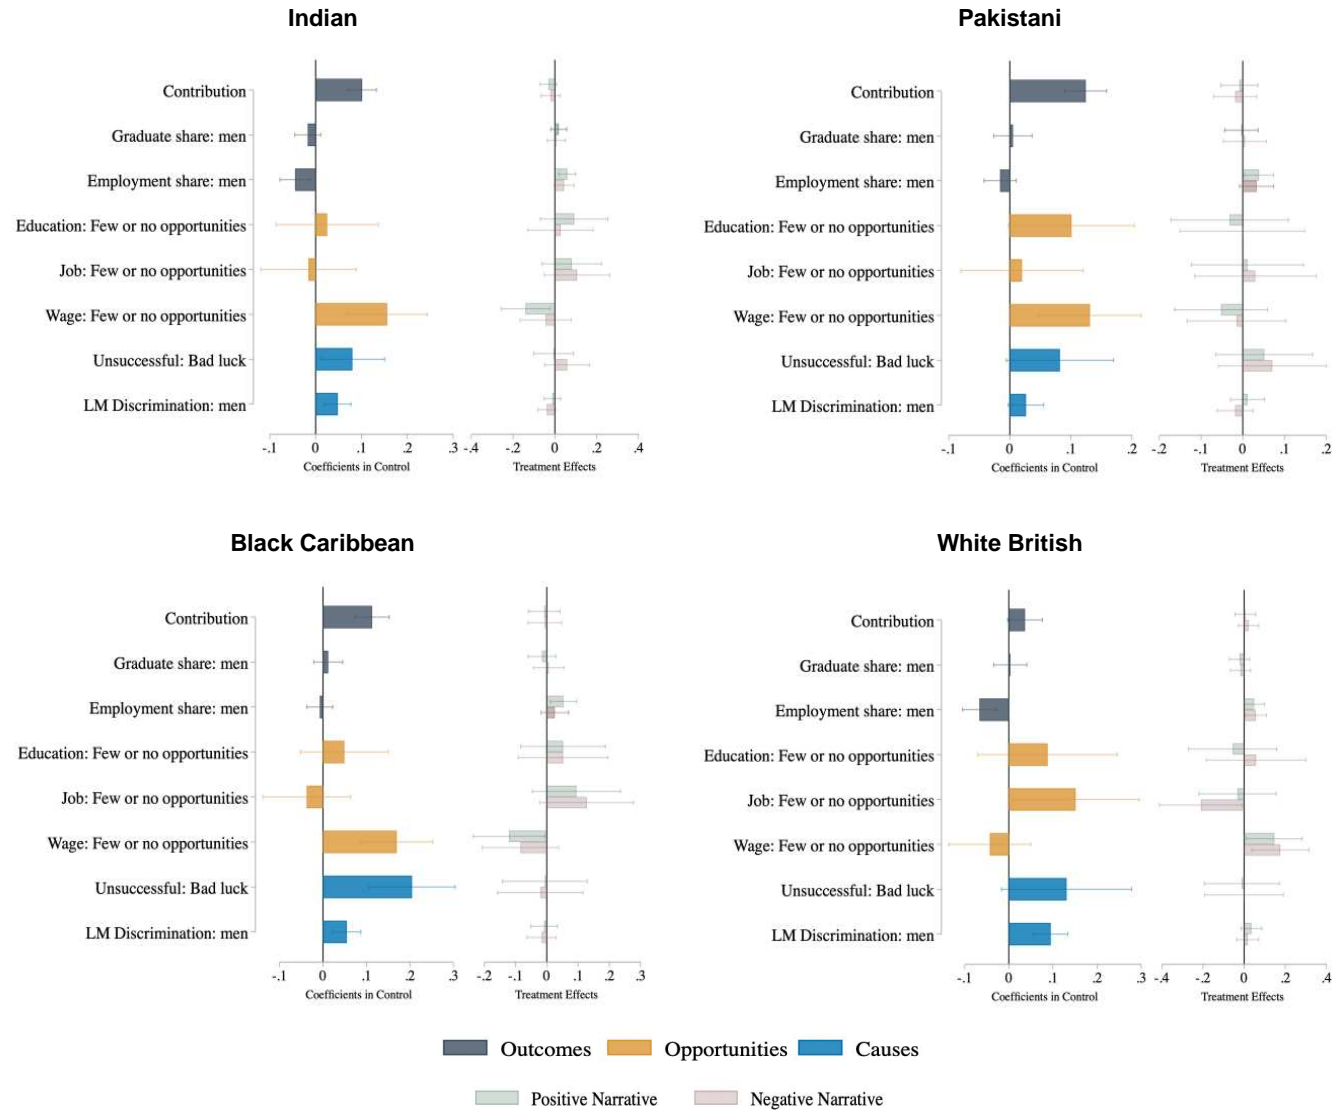 Indian
Contribution
Graduate share: men
Employment share: men
Education: Few or no opportunities
Job: Few or no opportunities
Wage: Few or no opportunities
Unsuccessful: Bad luck
LM Discrimination: men
-.1 0 .1 .2 .3
Coefficients in Control
-.4 -.2 0 .2 .4
Treatment Effects
Pakistani
Contribution
Graduate share: men
Employment share: men
Education: Few or no opportunities
Job: Few or no opportunities
Wage: Few or no opportunities
Unsuccessful: Bad luck
LM Discrimination: men
-.1 0 .1 .2
Coefficients in Control
-.2 -.1 0 .1 .2
Treatment Effects
Black Caribbean
Contribution
Graduate share: men
Employment share: men
Education: Few or no opportunities
Job: Few or no opportunities
Wage: Few or no opportunities
Unsuccessful: Bad luck
LM Discrimination: men
-.1 0 .1 .2 .3
Coefficients in Control
-.2 -.1 0 .1 .2 .3
Treatment Effects
White British
Contribution
Graduate share: men
Employment share: men
Education: Few or no opportunities
Job: Few or no opportunities
Wage: Few or no opportunities
Unsuccessful: Bad luck
LM Discrimination: men
-.1 0 .1 .2 .3
Coefficients in Control
-.4 -.2 0 .2 .4
Treatment Effects
Outcomes Opportunities Causes
Positive Narrative Negative Narrative